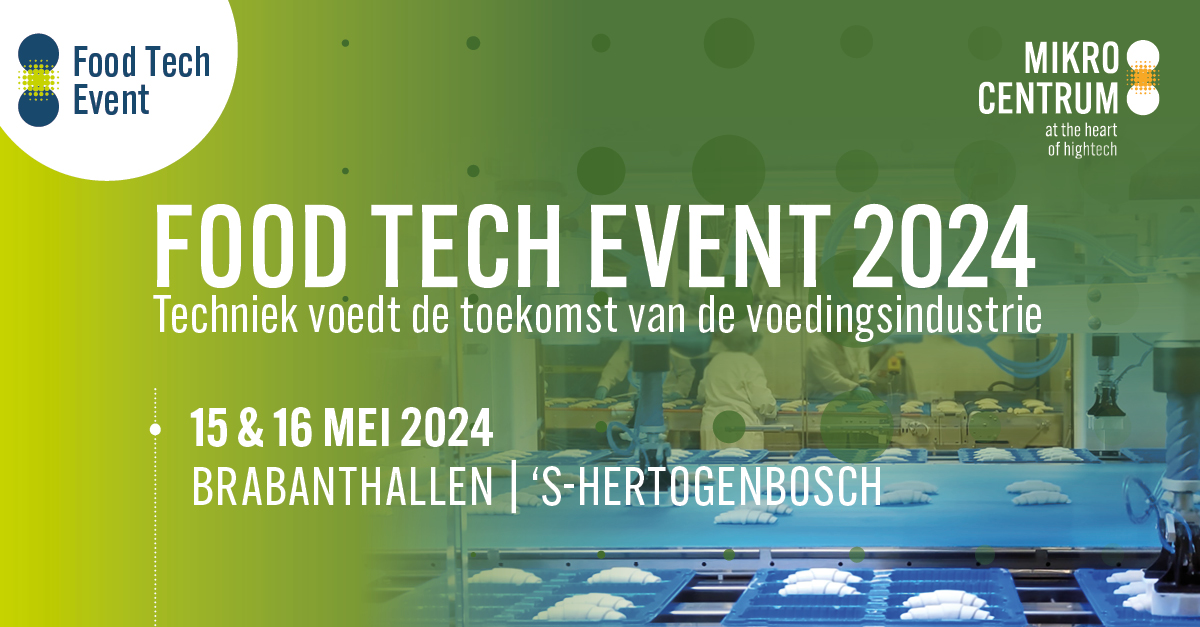 Food Tech
Event
MIKRO
CENTRUM
at the heart
of hightech
FOOD TECH EVENT 2024
Techniek voedt de toekomst van de voedingsindustrie
15 & 16 MEI 2024
BRABANTHALLEN | ‘S-HERTOGENBOSCH